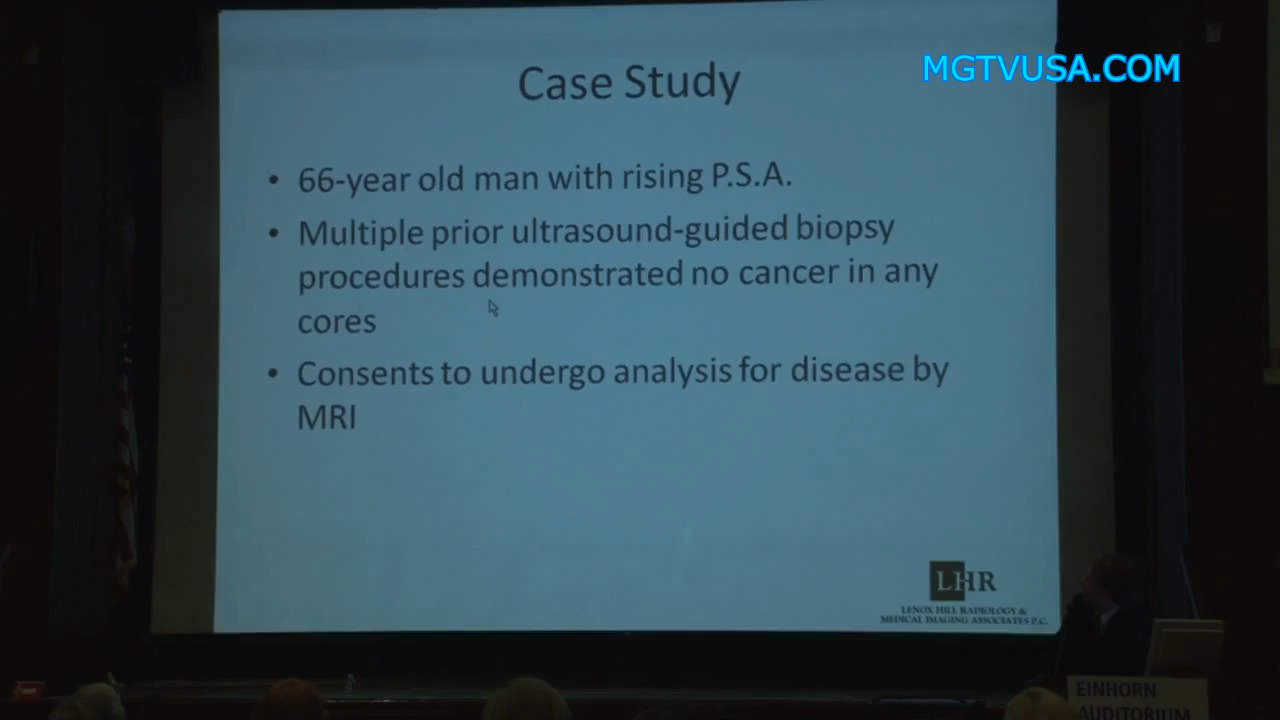 MGTVUSA.COM
Case Study
• 66-year old man with rising P.S.A.
• Multiple prior ultrasound-guided biopsy
procedures demonstrated no cancer in any
cores
• Consents to undergo analysis for disease by
MRI
LHR
LENOX HILL RADIOLOGY &
MEDICAL IMAGING ASSOCIATES P.C.
EINHORN
AUDITORIUM